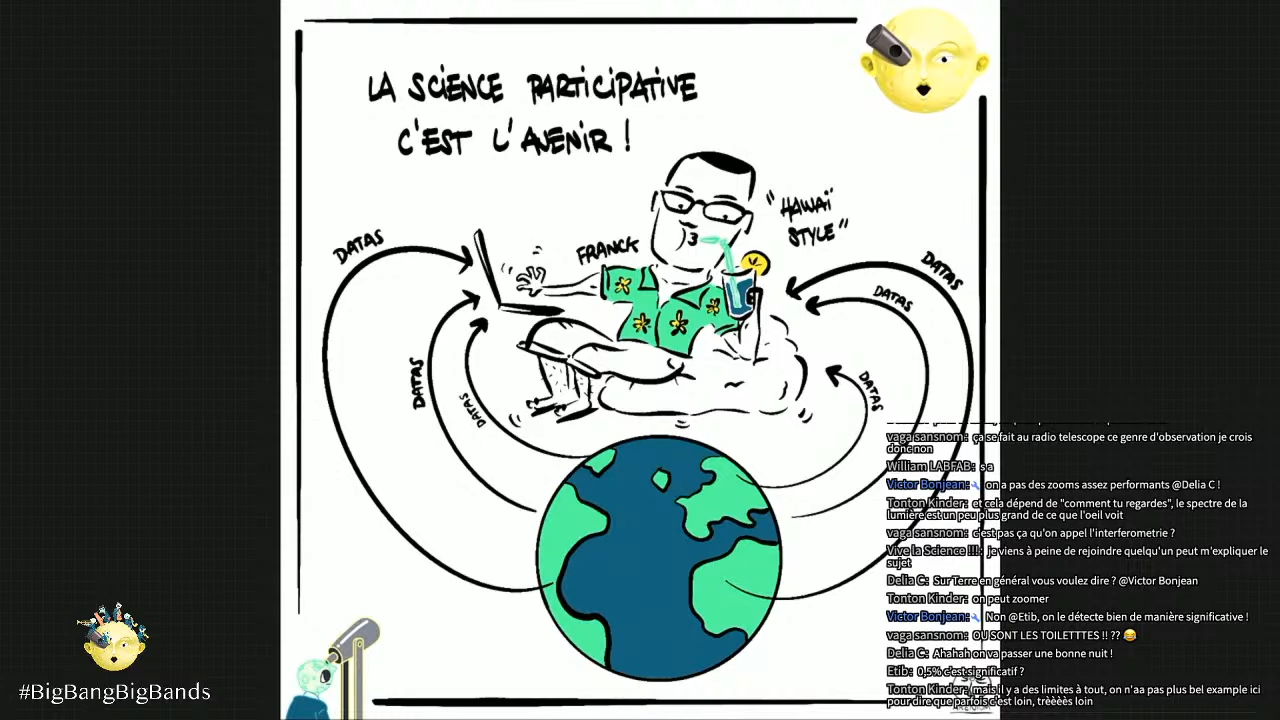 LA SCIENCE PARTICIPATIVE
C'EST L'AVENIR !
"HAWAÏ
STYLE"
FRANCK
DATAS
DATAS
DATAS
DATAS
DATAS
DATAS
vaga sansnom: ça se fait au radio telescope ce genre d'observation je crois
donc non
William LABFAB: s a
Victor Bonjean: on a pas des zooms assez performants @Delia C !
Tonton Kinder: et cela dépend de "comment tu regardes", le spectre de la
lumière est un peu plus grand de ce que l'oeil voit
vaga sansnom: c'est pas ça qu'on appel l'interferometrie ?
Vive la Science !!!: je viens à peine de rejoindre quelqu'un peut m'expliquer le
sujet
Delia C: Sur Terre en général vous voulez dire ? @Victor Bonjean
Tonton Kinder: on peut zoomer
Victor Bonjean: Non @Etib, on le détecte bien de manière significative !
vaga sansnom: OU SONT LES TOILETTTES !! ?? 😂
Delia C: Ahahah on va passer une bonne nuit !
Etib: 0,5% c'est significatif ?
Tonton Kinder: mais il y a des limites à tout, on n'aa pas plus bel example ici
pour dire que parfois c'est loin, trèèèès loin
#BigBangBigBands